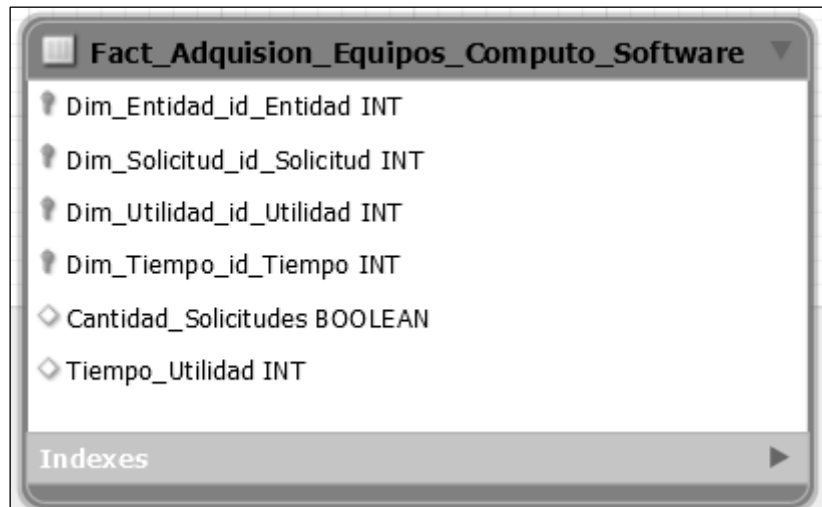 Fact_Adquision_Equipos_Computo_Software
Dim_Entidad_id_Entidad INT
Dim_Solicitud_id_Solicitud INT
Dim_Utilidad_id_Utilidad INT
Dim_Tiempo_id_Tiempo INT
Cantidad_Solicitudes BOOLEAN
Tiempo_Utilidad INT
Indexes